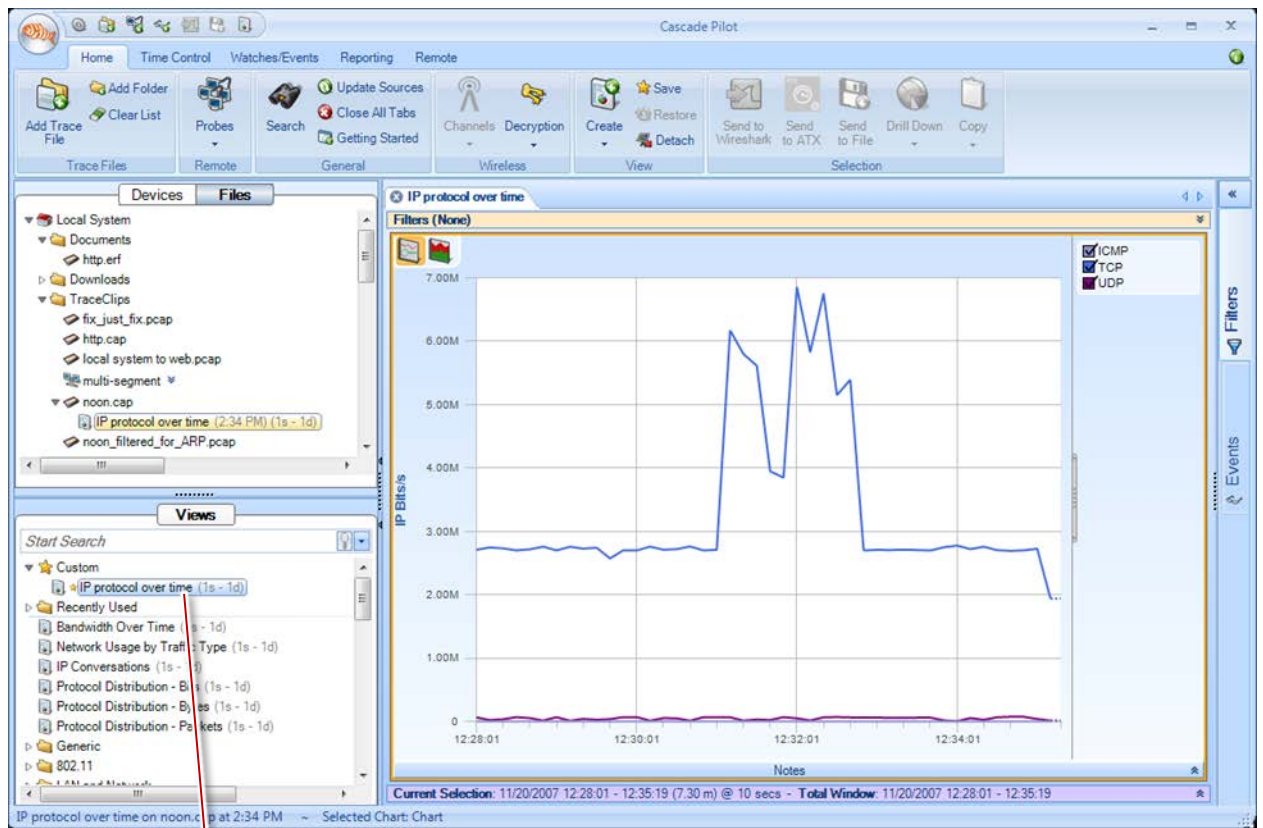 Cascade Pilot
Home Time Control Watches/Events Reporting Remote
Add Trace File
Add Folder
Clear List
Trace Files
Probes
Remote
Search
Update Sources
Close All Tabs
Getting Started
General
Channels
Decryption
Wireless
Create
Save
Restore
Detach
View
Send to Wireshark
Send to ATX
Send to File
Drill Down
Copy
Selection
Devices Files
Local System
Documents
http.erf
Downloads
TraceClips
fix_just_fix.pcap
http.cap
local system to web.pcap
multi-segment
noon.cap
IP protocol over time (2:34 PM) (1s - 1d)
noon_filtered_for_ARP.pcap
Views
Start Search
Custom
IP protocol over time (1s - 1d)
Recently Used
Bandwidth Over Time (1s - 1d)
Network Usage by Traffic Type (1s - 1d)
IP Conversations (1s - 1d)
Protocol Distribution - Bits (1s - 1d)
Protocol Distribution - Bytes (1s - 1d)
Protocol Distribution - Packets (1s - 1d)
Generic
802.11
LAN and Network
IP protocol over time
Filters (None)
ICMP
TCP
UDP
IP Bits/s
7.00M
6.00M
5.00M
4.00M
3.00M
2.00M
1.00M
0
12:28:01 12:30:01 12:32:01 12:34:01
Notes
Current Selection: 11/20/2007 12:28:01 - 12:35:19 (7.30 m) @ 10 secs - Total Window: 11/20/2007 12:28:01 - 12:35:19
Filters
Events
IP protocol over time on noon.cap at 2:34 PM ~ Selected Chart: Chart